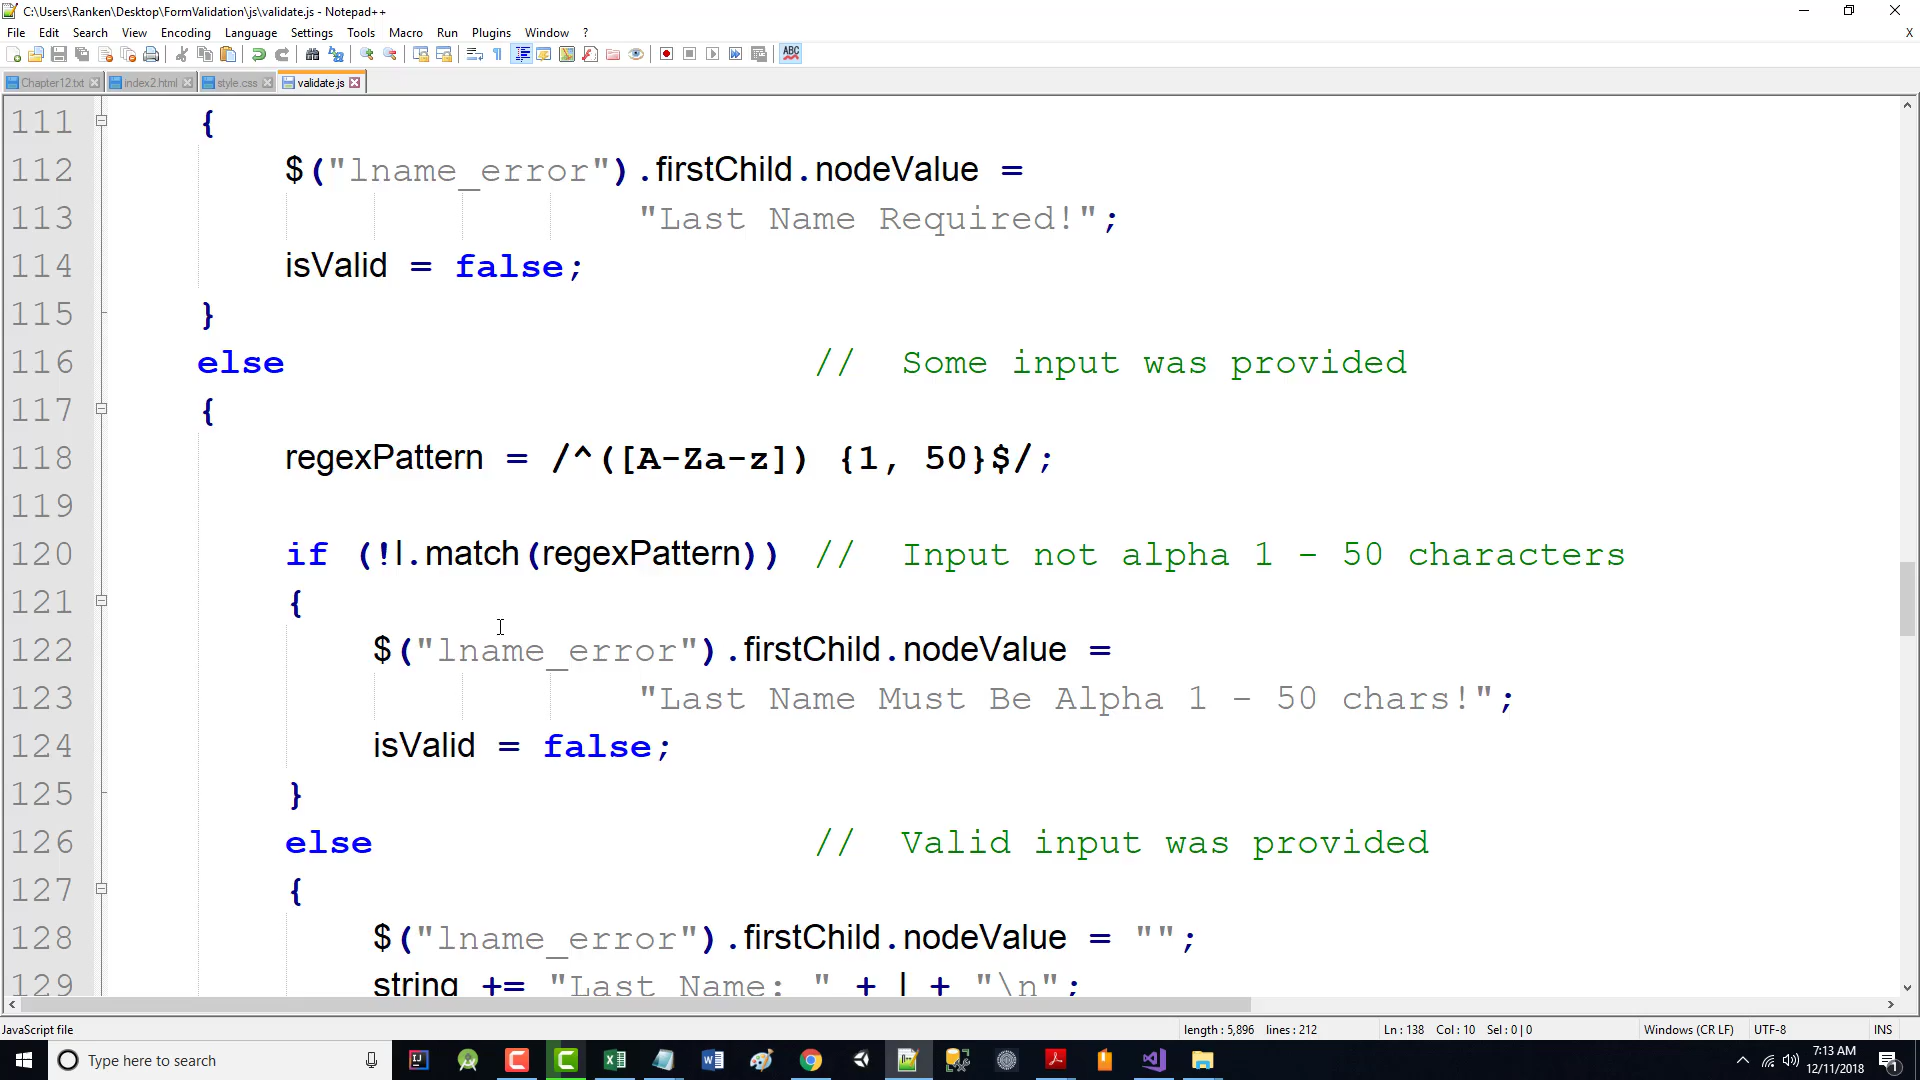 C:\Users\Ranken\Desktop\FormValidation\js\validate.js - Notepad++
File Edit Search View Encoding Language Settings Tools Macro Run Plugins Window ? X
ABC
Chapter12.txt index2.html style.css validate.js
111 {
112 $("lname_error").firstChild.nodeValue =
113 "Last Name Required!";
114 isValid = false;
115 }
116 else // Some input was provided
117 {
118 regexPattern = /^([A-Za-z]) {1, 50}$/;
119
120 if (!l.match(regexPattern)) // Input not alpha 1 - 50 characters
121 {
122 $("lname_error").firstChild.nodeValue =
123 "Last Name Must Be Alpha 1 - 50 chars!";
124 isValid = false;
125 }
126 else // Valid input was provided
127 {
128 $("lname_error").firstChild.nodeValue = "";
129 string += "Last Name: " + l + "\n";
JavaScript file length : 5,896 lines : 212 Ln : 138 Col : 10 Sel : 0 | 0 Windows (CR LF) UTF-8 INS
Type here to search
7:13 AM
12/11/2018